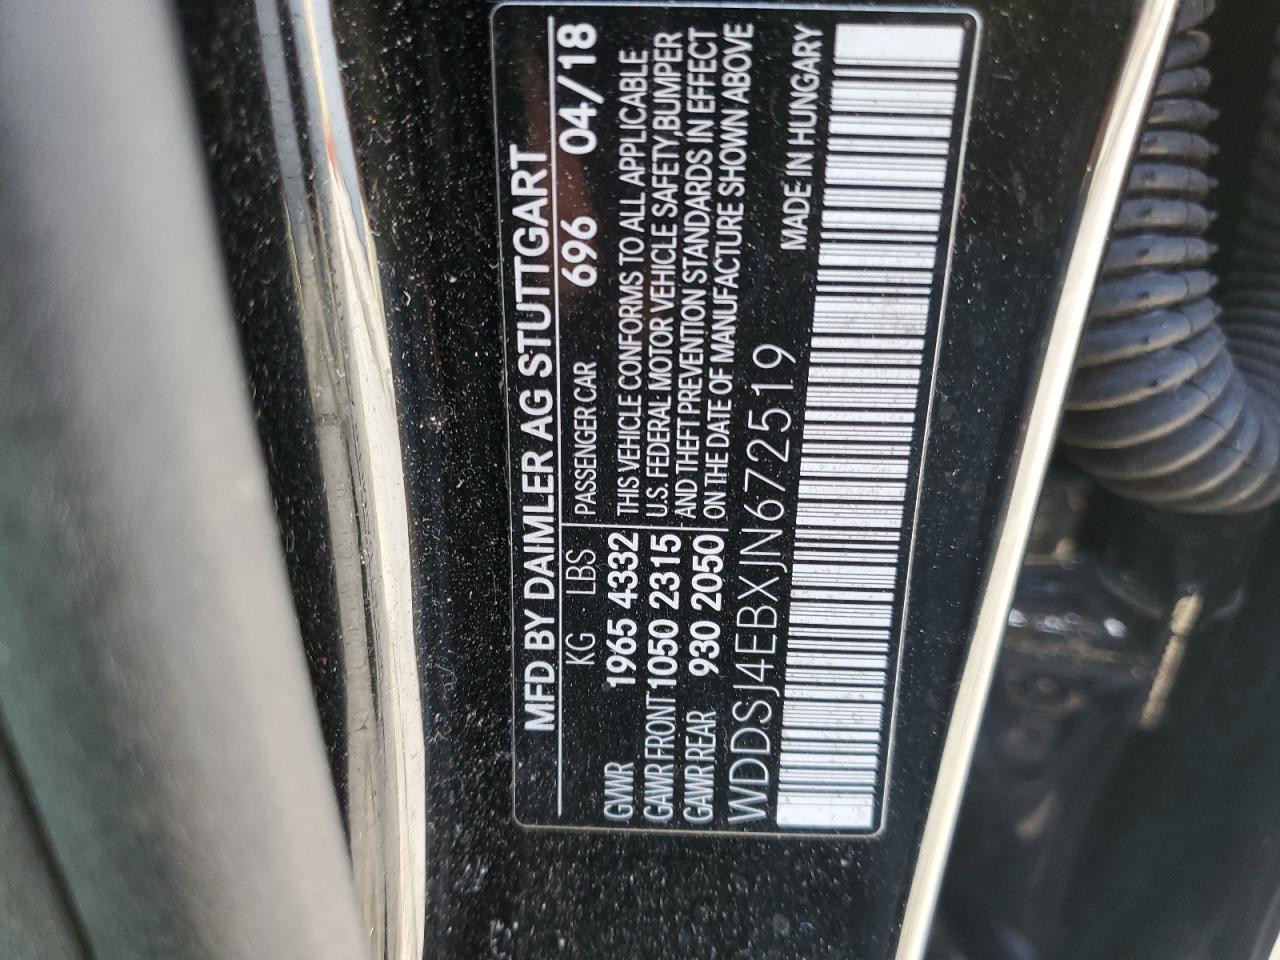 MFD BY DAIMLER AG STUTTGART
KG LBS PASSENGER CAR 696 04/18
GVWR 1965 4332 THIS VEHICLE CONFORMS TO ALL APPLICABLE
GAWR FRONT 1050 2315 U.S. FEDERAL MOTOR VEHICLE SAFETY,BUMPER
GAWR REAR 930 2050 AND THEFT PREVENTION STANDARDS IN EFFECT
ON THE DATE OF MANUFACTURE SHOWN ABOVE
WDDSJ4EBXJN672519 MADE IN HUNGARY